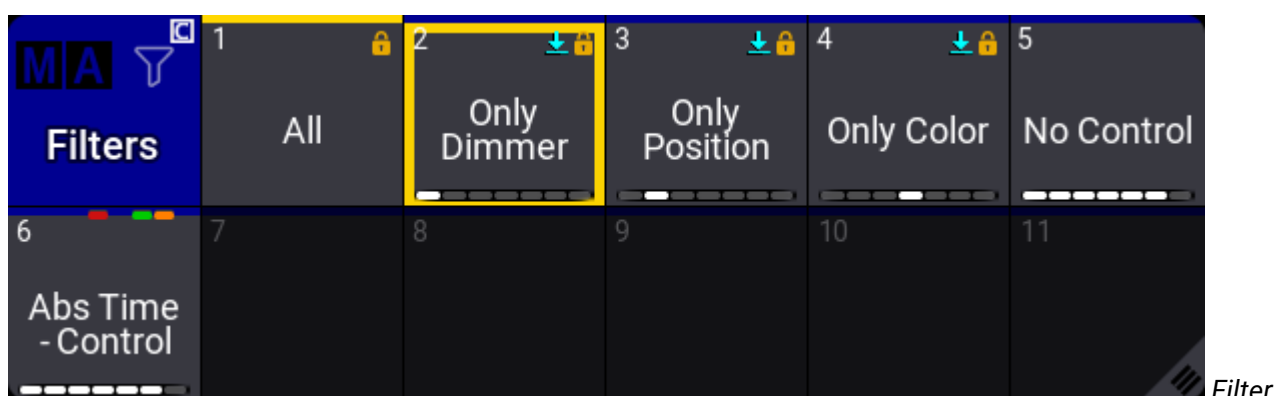 MA C
Filters
1
All
2
Only
Dimmer
3
Only
Position
4
Only Color
5
No Control
6
Abs Time
- Control
7
8
9
10
11
Filter